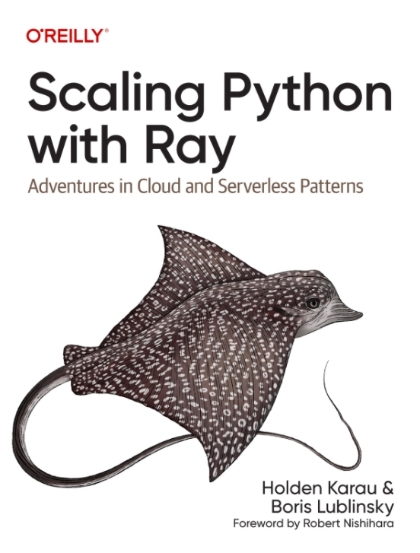 O'REILLY®
Scaling Python
with Ray
Adventures in Cloud and Serverless Patterns
Holden Karau &
Boris Lublinsky
Foreword by Robert Nishihara